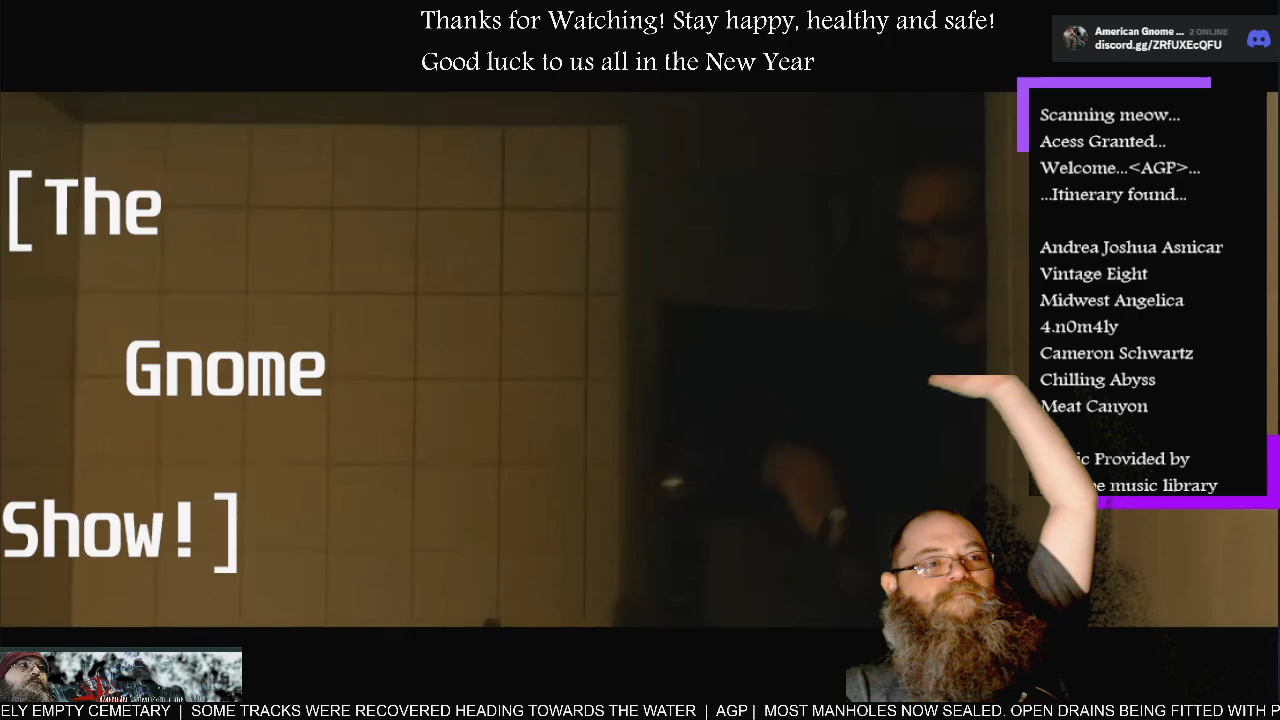 Thanks for Watching! Stay happy, healthy and safe!
Good luck to us all in the New Year
American Gnome ... 2 ONLINE
discord.gg/ZRfUXEcQFU
Scanning meow...
Acess Granted...
Welcome...<AGP>...
...Itinerary found...
Andrea Joshua Asnicar
Vintage Eight
Midwest Angelica
4.n0m4ly
Cameron Schwartz
Chilling Abyss
Meat Canyon
Provided by
music library
[The
Gnome
Show!]
EMPTY CEMETARY | SOME TRACKS WERE RECOVERED HEADING TOWARDS THE WATER | AGP | MOST MANHOLES NOW SEALED. OPEN DRAINS BEING FITTED WITH